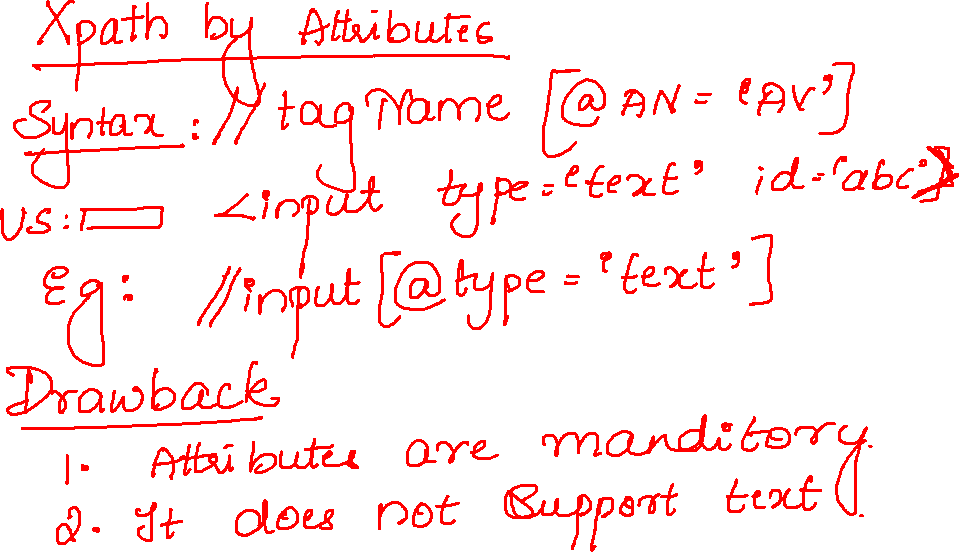 Xpath by Attributes
Syntax : // tagName [@ AN = 'AV']
US: <input type='text' id='abc'>
Eg: //input [@type = 'text']
Drawback
1. Attributes are manditory.
2. It does not Support text.